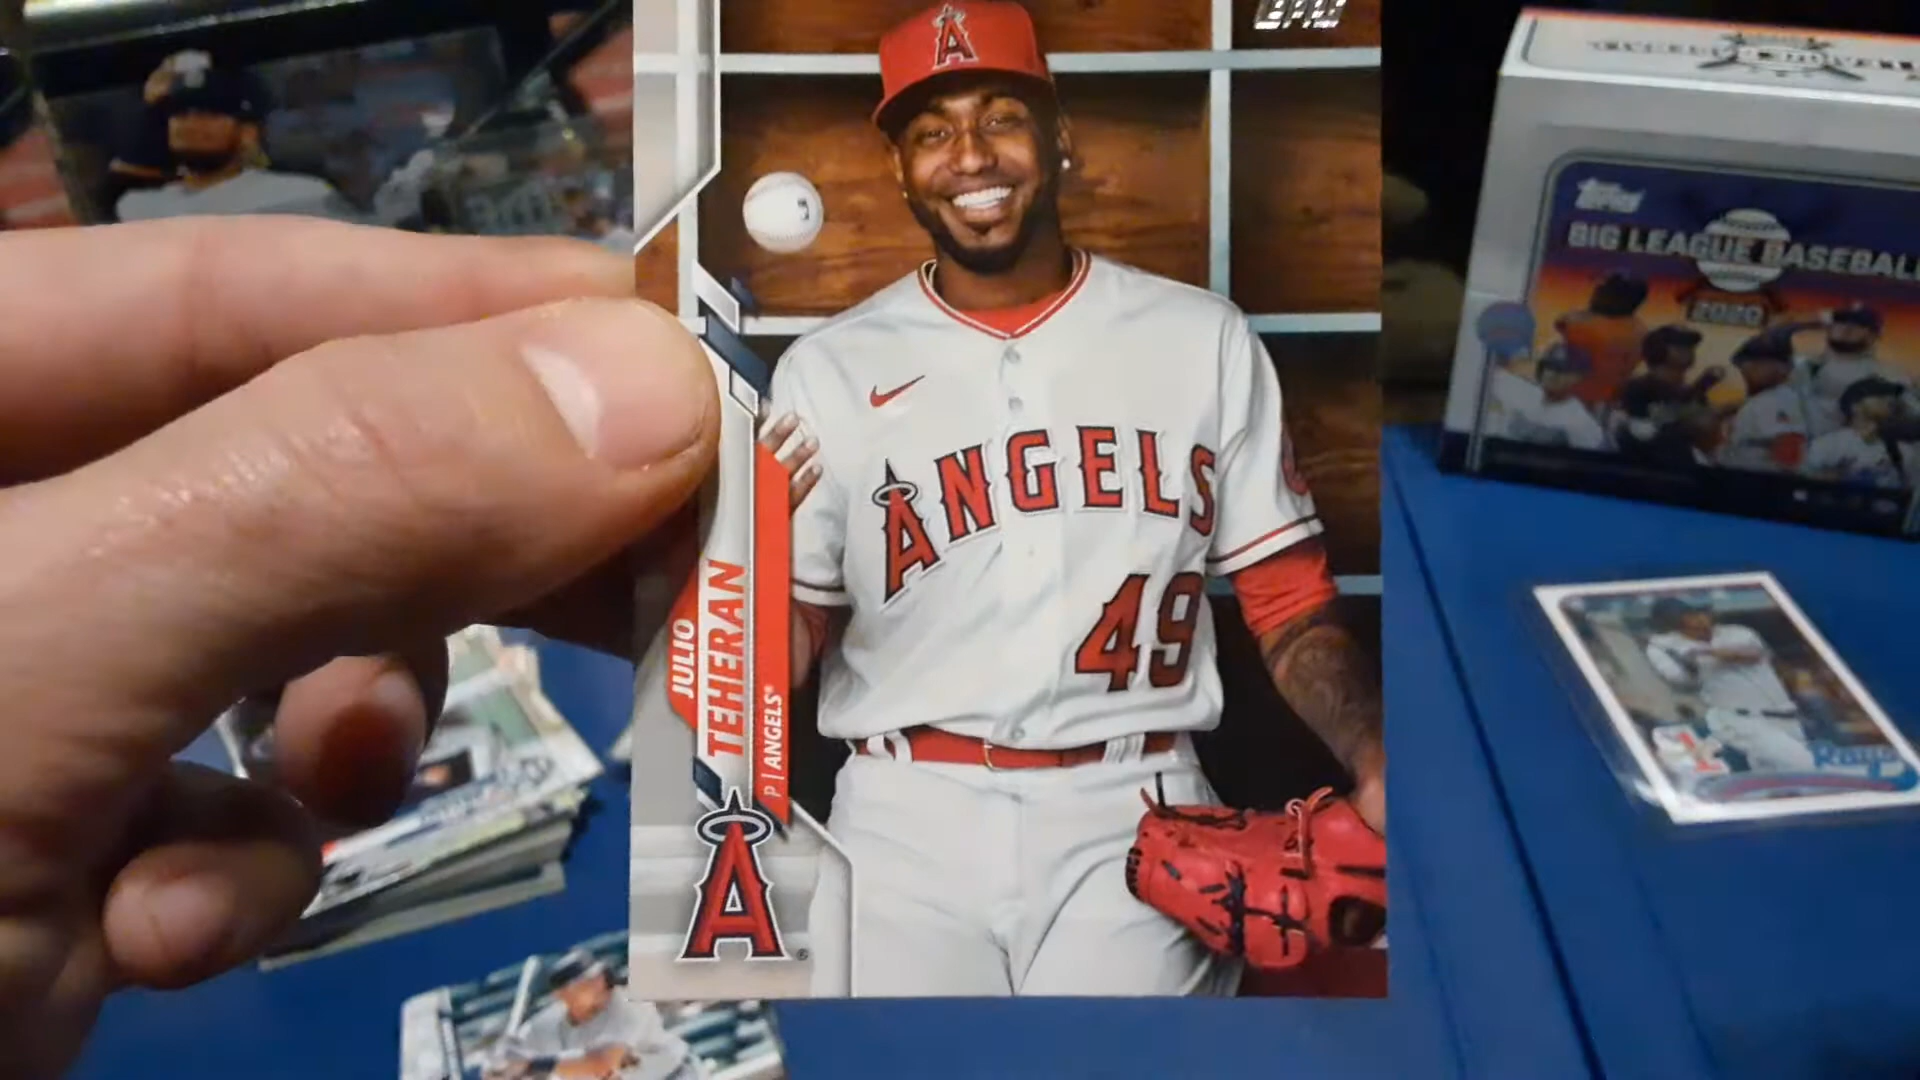 JULIO
TEHERAN
P | ANGELS®
A
ANGELS
49
A
topps
BIG LEAGUE BASEBALL
2020
Rays